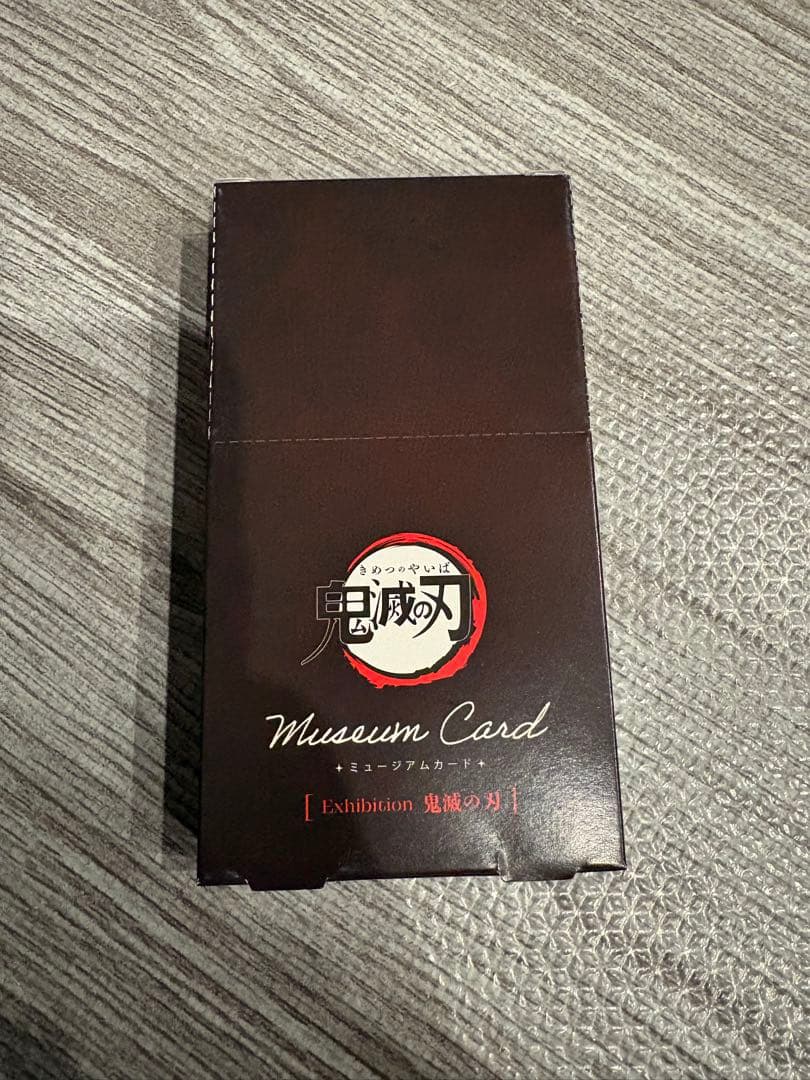 きめつのやいば
鬼滅の刃
Museum Card
✦ミュージアムカード✦
[ Exhibition 鬼滅の刃 ]